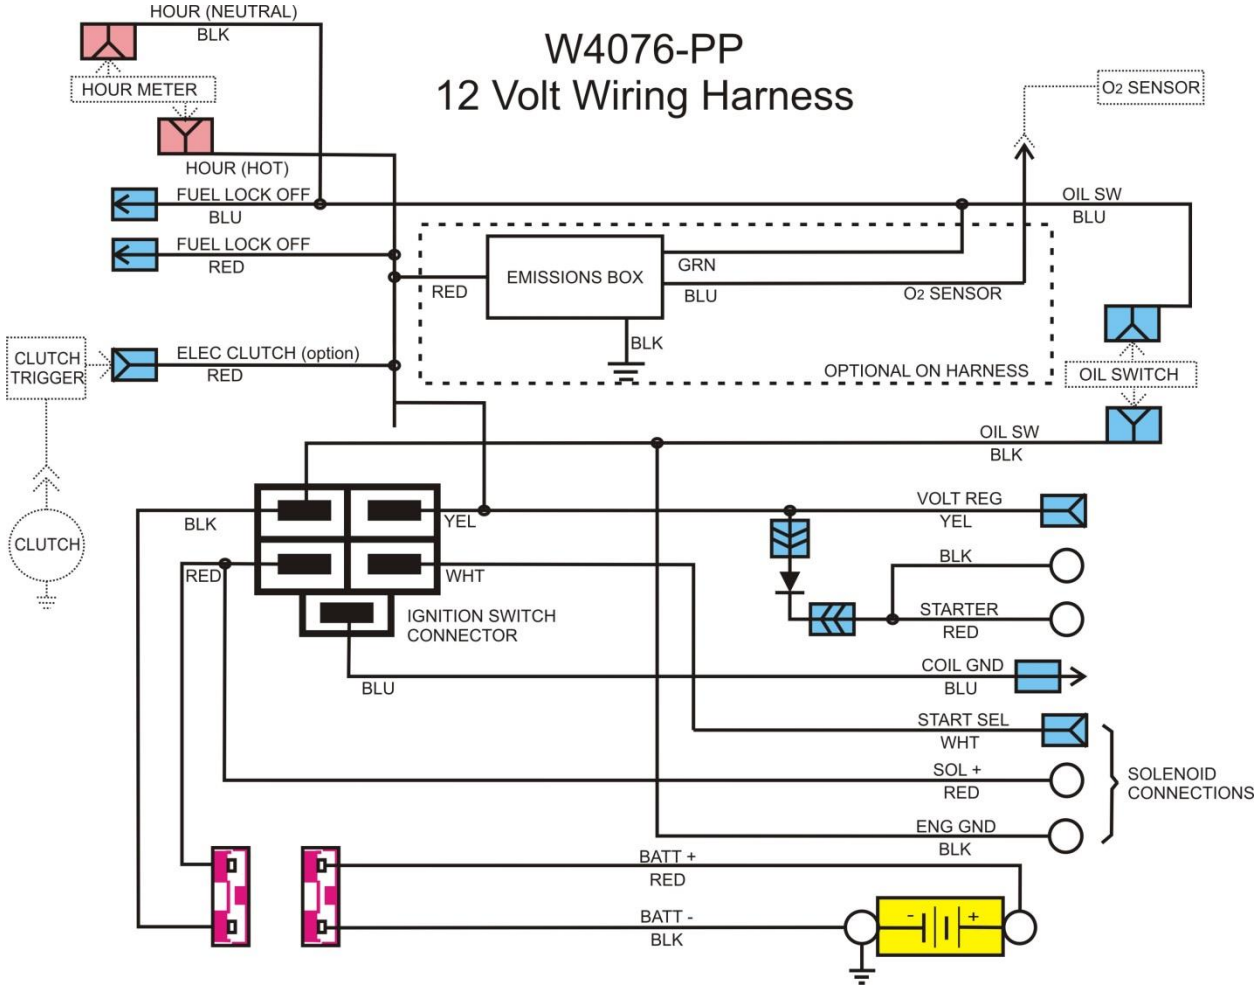 HOUR (NEUTRAL)
BLK
W4076-PP
12 Volt Wiring Harness
HOUR METER
O2 SENSOR
HOUR (HOT)
FUEL LOCK OFF
BLU
OIL SW
BLU
FUEL LOCK OFF
RED
EMISSIONS BOX
GRN
RED
BLU
O2 SENSOR
BLK
OPTIONAL ON HARNESS
CLUTCH
TRIGGER
ELEC CLUTCH (option)
RED
OIL SWITCH
OIL SW
BLK
BLK
YEL
VOLT REG
YEL
CLUTCH
RED
WHT
BLK
IGNITION SWITCH
CONNECTOR
STARTER
RED
BLU
COIL GND
BLU
START SEL
WHT
SOL +
RED
SOLENOID
CONNECTIONS
ENG GND
BLK
BATT +
RED
BATT -
BLK
- +